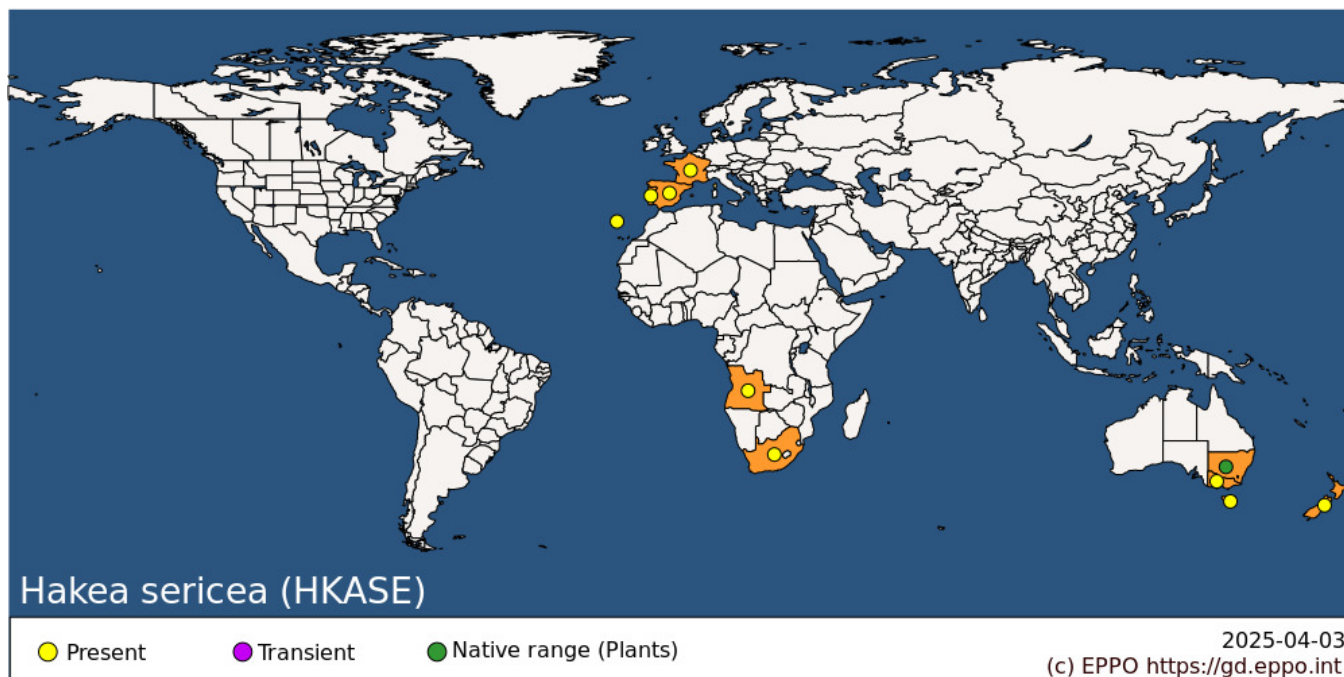 Hakea sericea (HKASE)
Present
Transient
Native range (Plants)
2025-04-03
(c) EPPO https://gd.eppo.int